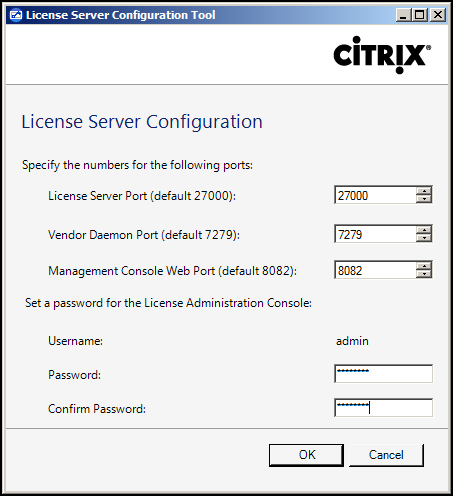 License Server Configuration Tool
CITRIX®
License Server Configuration
Specify the numbers for the following ports:
License Server Port (default 27000): 27000
Vendor Daemon Port (default 7279): 7279
Management Console Web Port (default 8082): 8082
Set a password for the License Administration Console:
Username: admin
Password: ********
Confirm Password: ********
OK Cancel